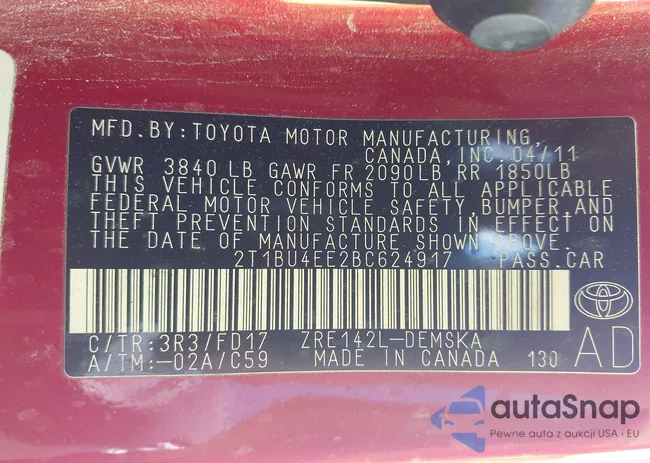 MFD.BY:TOYOTA MOTOR MANUFACTURING,
CANADA,INC.04/11
GVWR 3840 LB GAWR FR 2090LB RR 1850LB
THIS VEHICLE CONFORMS TO ALL APPLICABLE
FEDERAL MOTOR VEHICLE SAFETY,BUMPER,AND
THEFT PREVENTION STANDARDS IN EFFECT ON
THE DATE OF MANUFACTURE SHOWN ABOVE.
2T1BU4EE2BC624917 PASS.CAR
C/TR:3R3/FD17 ZRE142L-DEMSKA
A/TM:-02A/C59 MADE IN CANADA 130
AD
autaSnap
Pewne auta z aukcji USA i EU